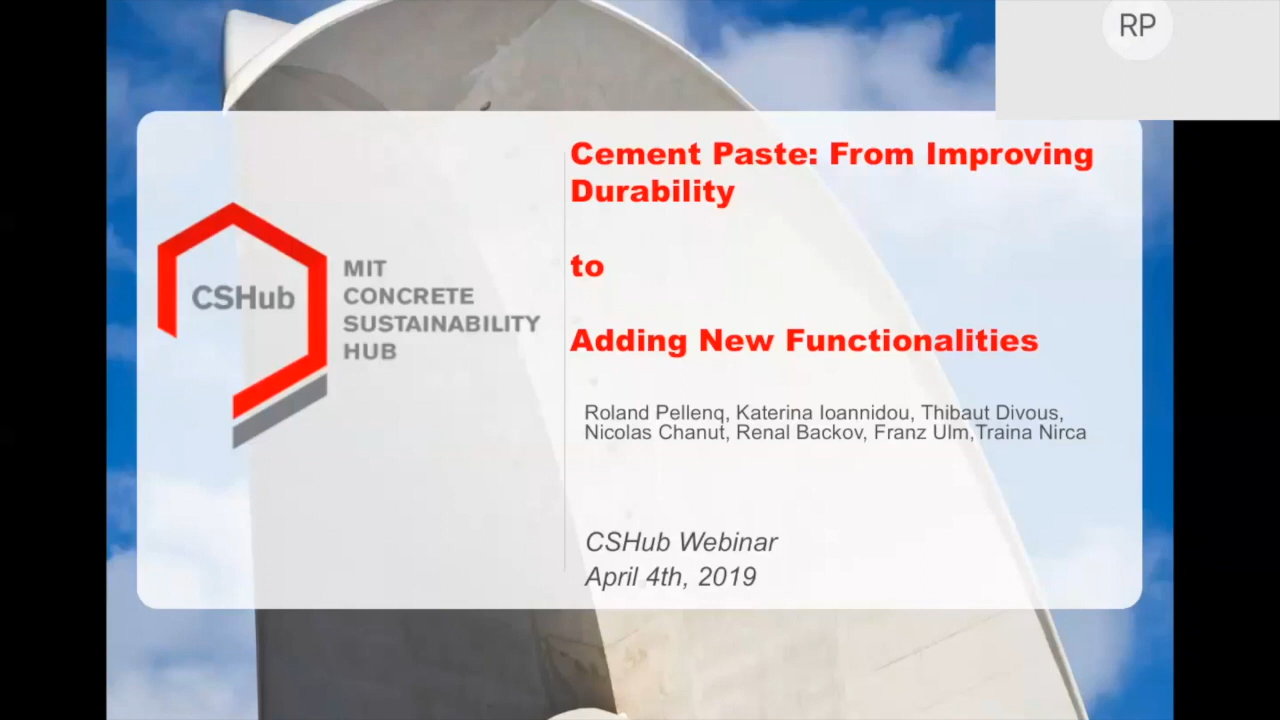 RP
Cement Paste: From Improving
Durability
to
Adding New Functionalities
CSHub
MIT
CONCRETE
SUSTAINABILITY
HUB
Roland Pellenq, Katerina Ioannidou, Thibaut Divous,
Nicolas Chanut, Renal Backov, Franz Ulm,Traina Nirca
CSHub Webinar
April 4th, 2019